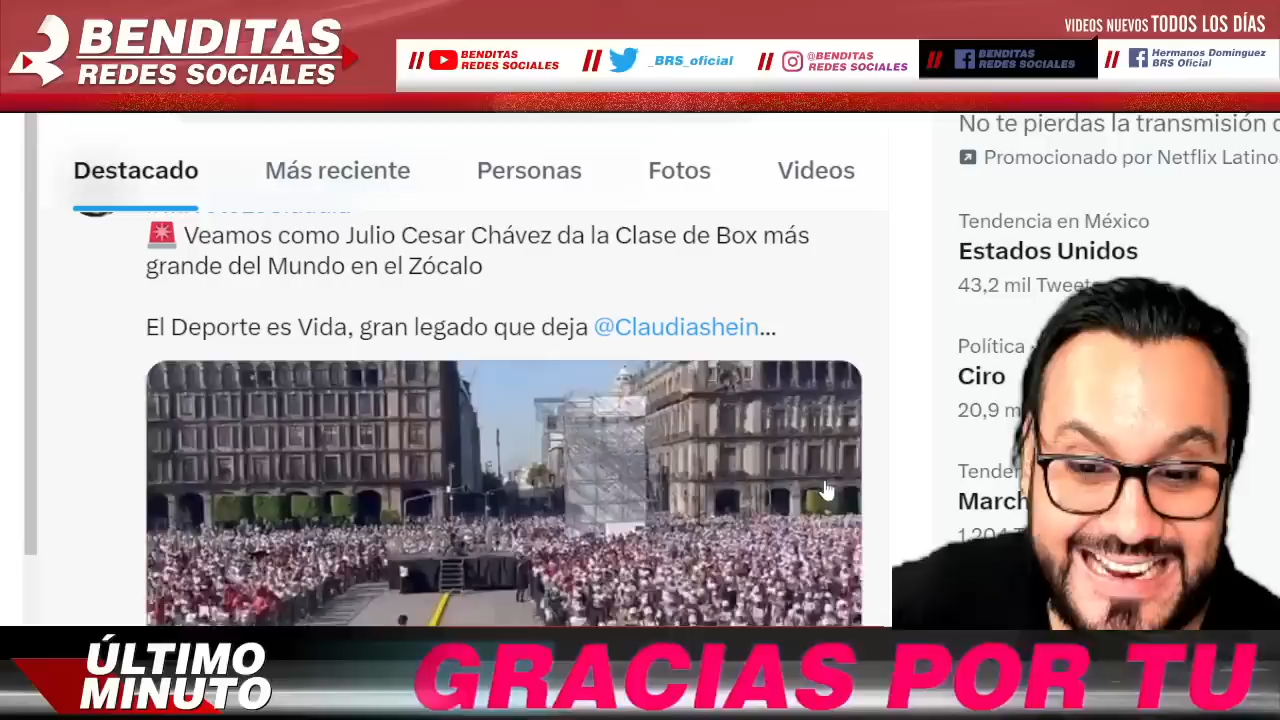 BENDITAS
REDES SOCIALES
VIDEOS NUEVOS TODOS LOS DÍAS
BENDITAS
REDES SOCIALES
_BRS_oficial
@BENDITAS
REDES SOCIALES
BENDITAS
REDES SOCIALES
Hermanos Dominguez
BRS Oficial
Destacado
Más reciente
Personas
Fotos
Videos
Veamos como Julio Cesar Chávez da la Clase de Box más
grande del Mundo en el Zócalo
El Deporte es Vida, gran legado que deja @Claudiashein...
No te pierdas la transmisión
Promocionado por Netflix Latino
Tendencia en México
Estados Unidos
43,2 mil Tweets
Política
Ciro
20,9 m
Tenden
March
1.204 T
ÚLTIMO
MINUTO
GRACIAS POR TU